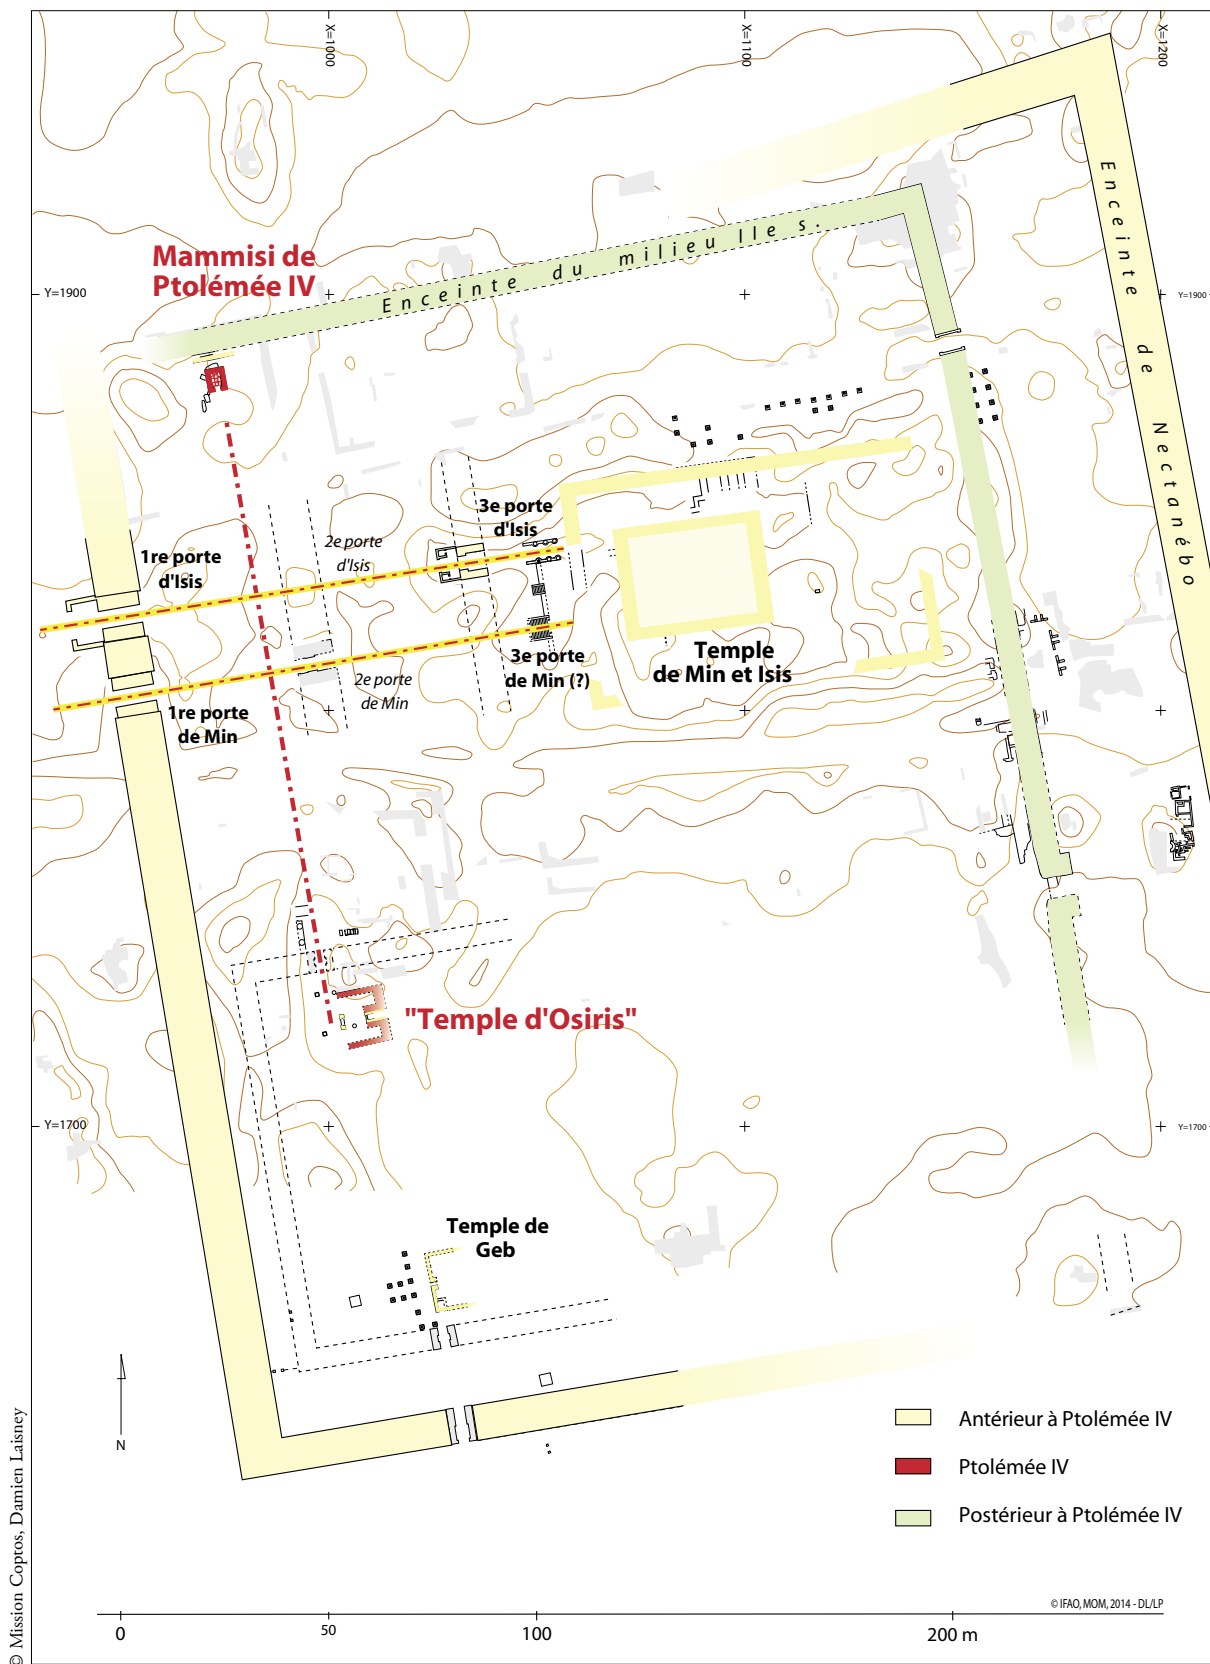 X=1000
X=1100
X=1200
Enceinte de Nectanébo
Enceinte du milieu IIe s.
Mammisi de
Ptolémée IV
Y=1900
Y=1900
3e porte
d'Isis
2e porte
d'Isis
1re porte
d'Isis
Temple
de Min et Isis
3e porte
de Min (?)
2e porte
de Min
1re porte
de Min
"Temple d'Osiris"
Y=1700
Y=1700
Temple de
Geb
N
Antérieur à Ptolémée IV
Ptolémée IV
Postérieur à Ptolémée IV
© IFAO, MOM, 2014 - DL/LP
0
50
100
200 m
© Mission Coptos, Damien Laisney